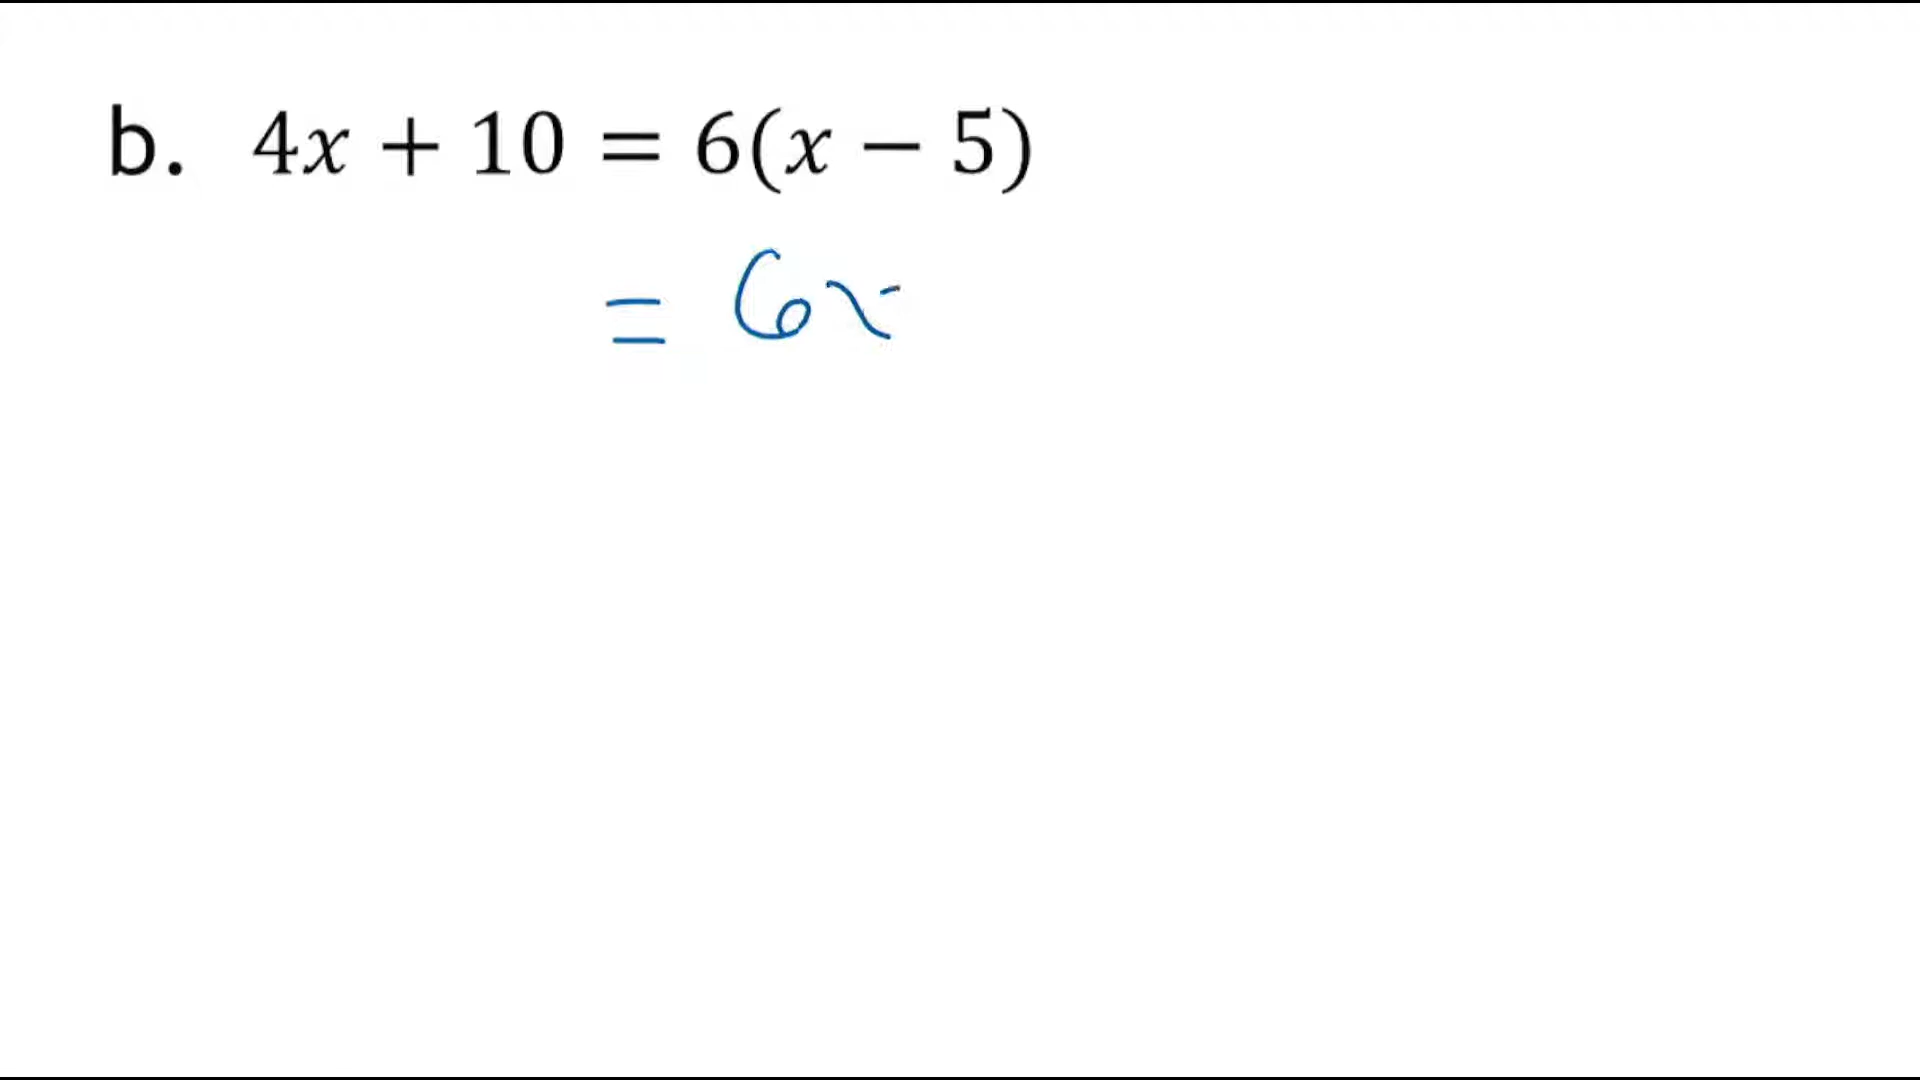 b. 4x + 10 = 6(x − 5)
= 6x